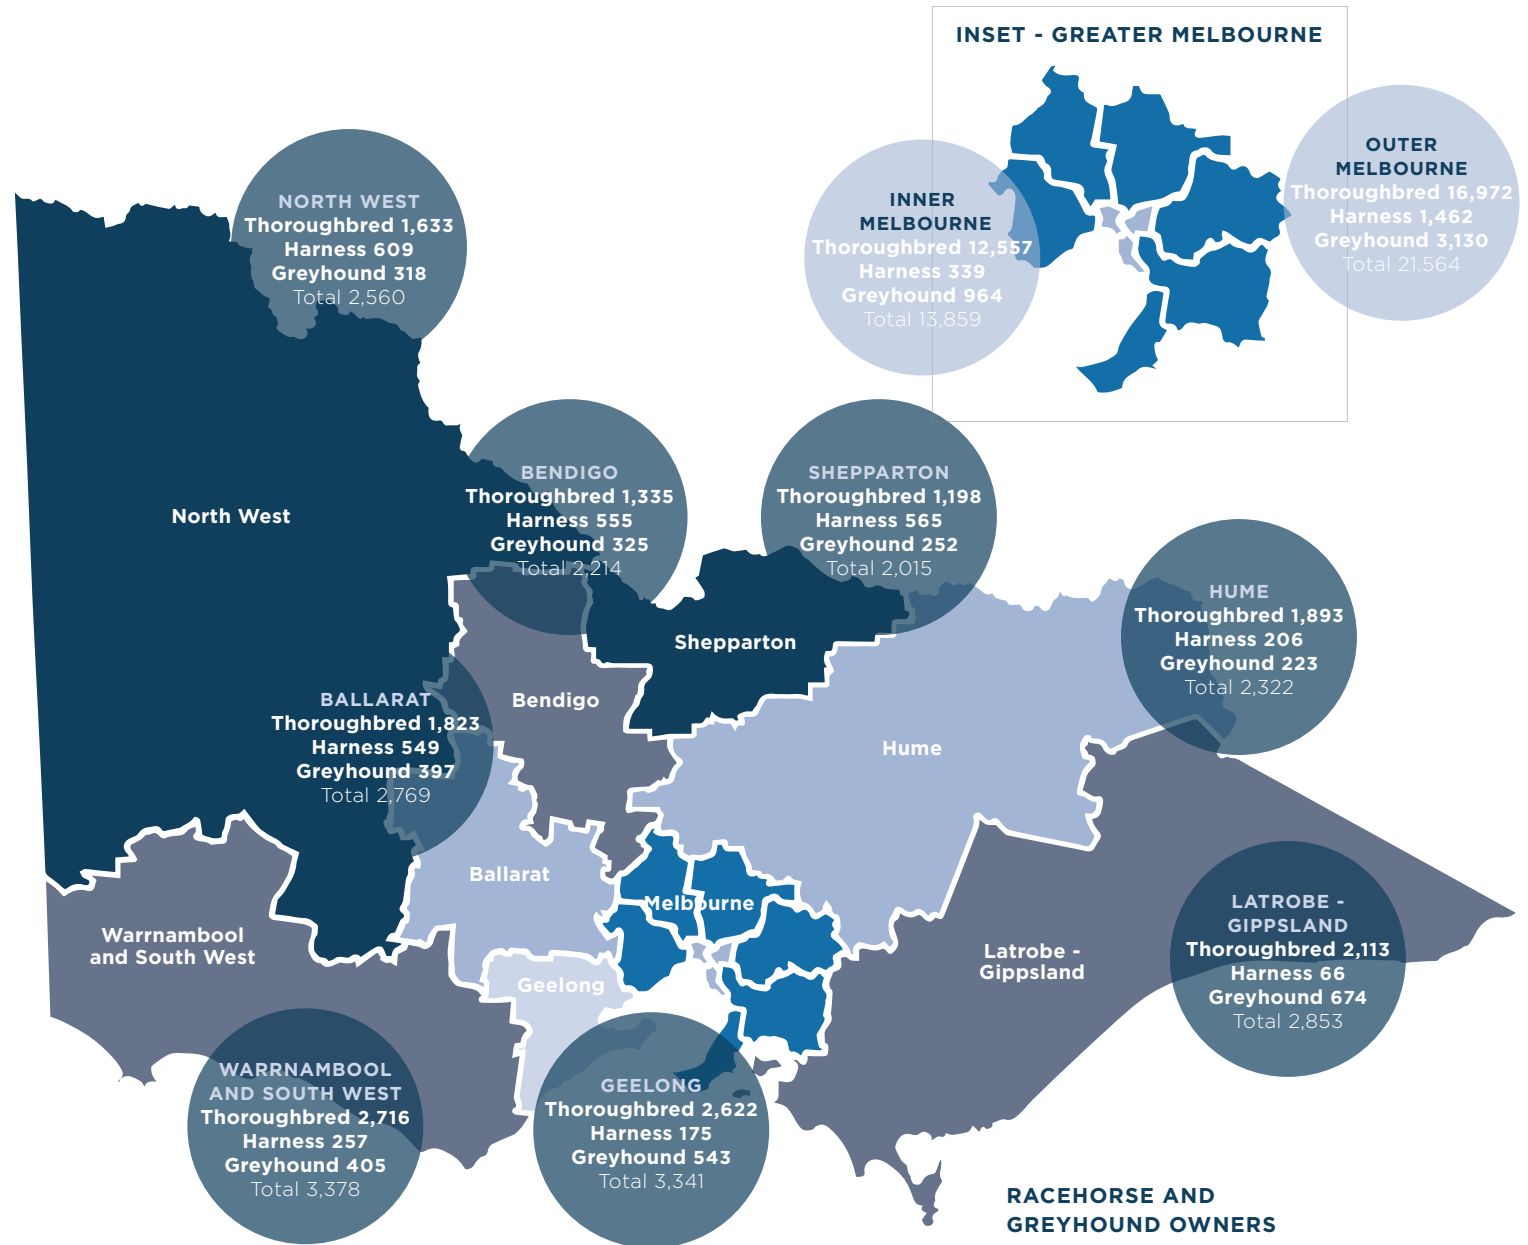 INSET - GREATER MELBOURNE
OUTER
MELBOURNE
Thoroughbred 16,972
Harness 1,462
Greyhound 3,130
Total 21,564
INNER
MELBOURNE
Thoroughbred 12,557
Harness 339
Greyhound 964
Total 13,859
NORTH WEST
Thoroughbred 1,633
Harness 609
Greyhound 318
Total 2,560
BENDIGO
Thoroughbred 1,335
Harness 555
Greyhound 325
Total 2,214
SHEPPARTON
Thoroughbred 1,198
Harness 565
Greyhound 252
Total 2,015
North West
HUME
Thoroughbred 1,893
Harness 206
Greyhound 223
Total 2,322
Shepparton
BALLARAT
Thoroughbred 1,823
Harness 549
Greyhound 397
Total 2,769
Bendigo
Hume
Ballarat
Melbourne
Warrnambool
and South West
Geelong
Latrobe -
Gippsland
LATROBE -
GIPPSLAND
Thoroughbred 2,113
Harness 66
Greyhound 674
Total 2,853
WARRNAMBOOL
AND SOUTH WEST
Thoroughbred 2,716
Harness 257
Greyhound 405
Total 3,378
GEELONG
Thoroughbred 2,622
Harness 175
Greyhound 543
Total 3,341
RACEHORSE AND
GREYHOUND OWNERS